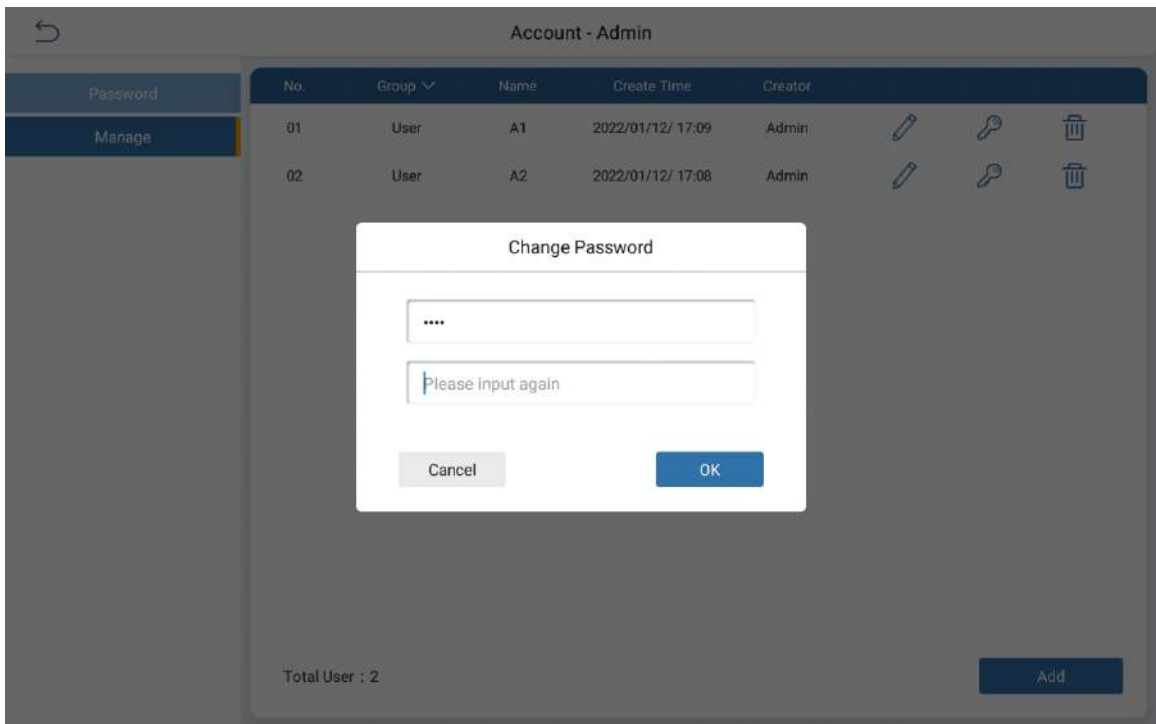 Account - Admin
Password
Manage
No. Group Name Create Time Creator
01 User A1 2022/01/12/ 17:09 Admin
02 User A2 2022/01/12/ 17:08 Admin
Change Password
••••
Please input again
Cancel OK
Total User : 2
Add